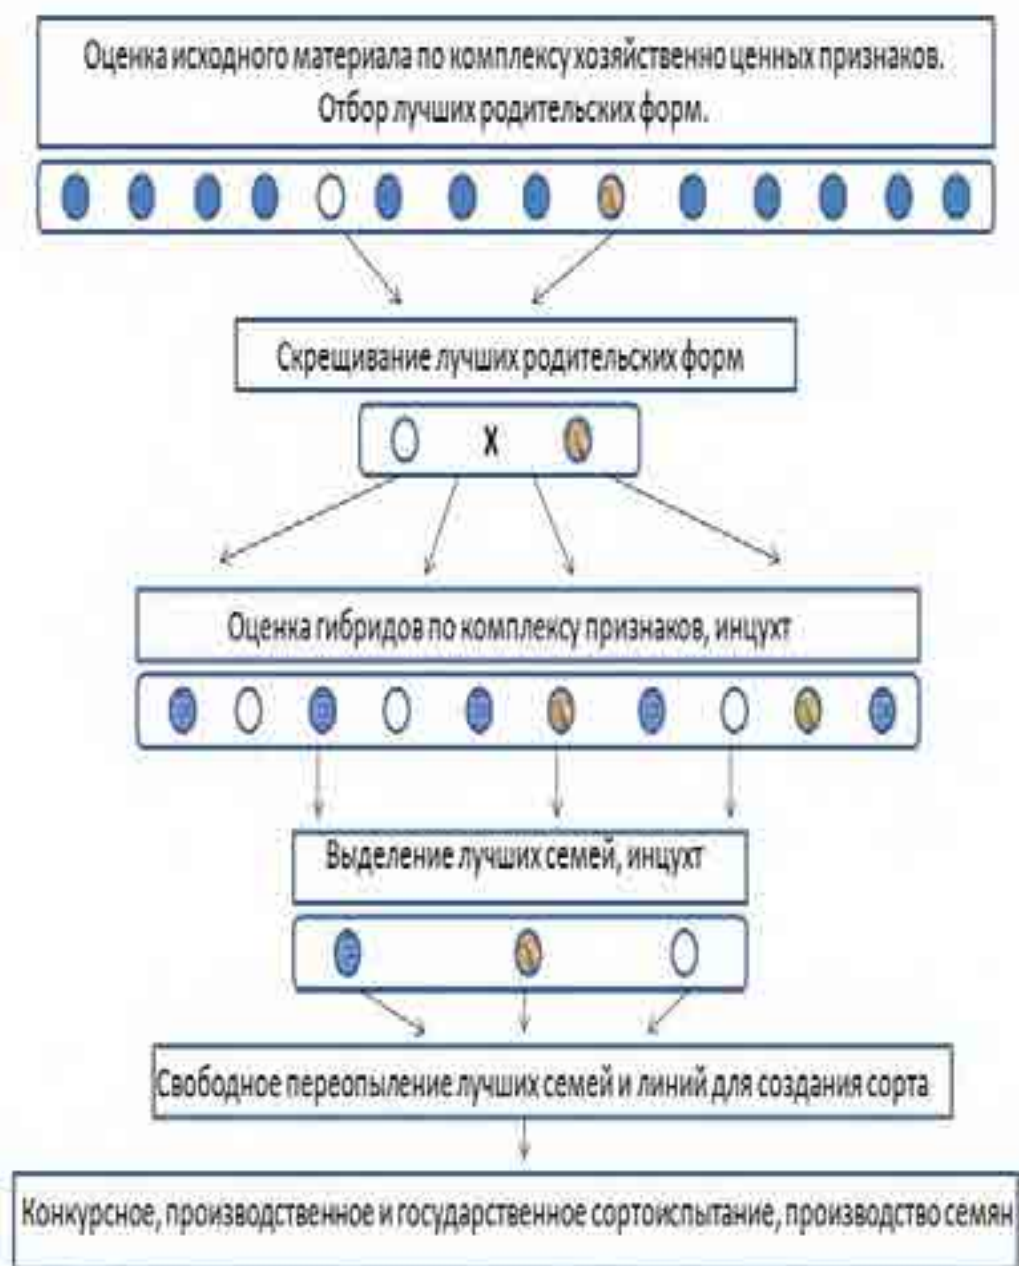 Оценка исходного материала по комплексу хозяйственно ценных признаков.
Отбор лучших родительских форм.
Скрещивание лучших родительских форм
X
Оценка гибридов по комплексу признаков, инцухт
Выделение лучших семей, инцухт
Свободное переопыление лучших семей и линий для создания сорта
Конкурсное, производственное и государственное сортоиспытание, производство семян